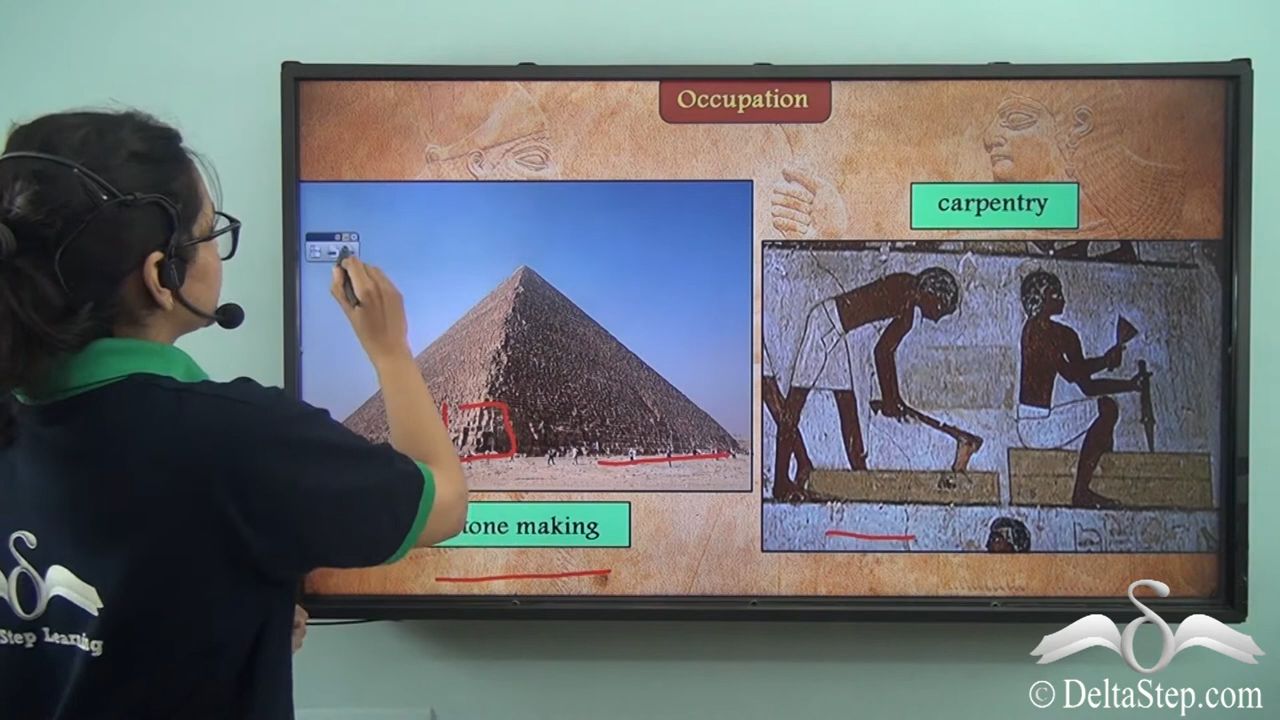 Occupation
carpentry
tone making
Step Learning
© DeltaStep.com